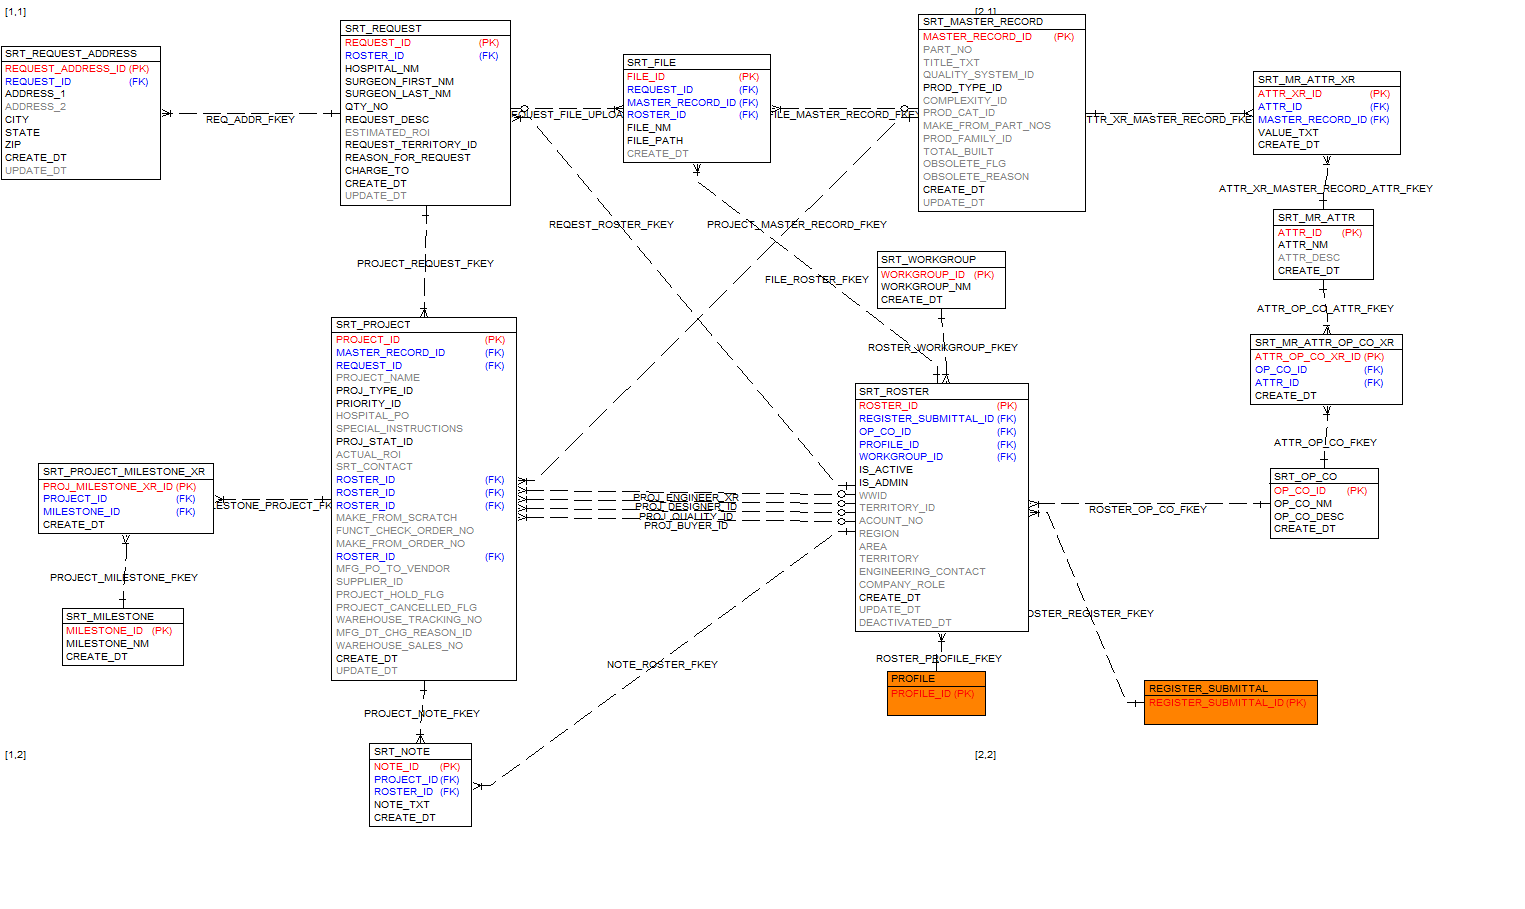 [1,1]
[2,1]
SRT_REQUEST_ADDRESS
REQUEST_ADDRESS_ID (PK)
REQUEST_ID (FK)
ADDRESS_1
ADDRESS_2
CITY
STATE
ZIP
CREATE_DT
UPDATE_DT
REQ_ADDR_FKEY
SRT_REQUEST
REQUEST_ID (PK)
ROSTER_ID (FK)
HOSPITAL_NM
SURGEON_FIRST_NM
SURGEON_LAST_NM
QTY_NO
REQUEST_DESC
ESTIMATED_ROI
REQUEST_TERRITORY_ID
REASON_FOR_REQUEST
CHARGE_TO
CREATE_DT
UPDATE_DT
SRT_FILE
FILE_ID (PK)
REQUEST_ID (FK)
MASTER_RECORD_ID (FK)
ROSTER_ID (FK)
FILE_NM
FILE_PATH
CREATE_DT
FILE_MASTER_RECORD_FKEY
SRT_MASTER_RECORD
MASTER_RECORD_ID (PK)
PART_NO
TITLE_TXT
QUALITY_SYSTEM_ID
PROD_TYPE_ID
COMPLEXITY_ID
PROD_CAT_ID
MAKE_FROM_PART_NOS
PROD_FAMILY_ID
TOTAL_BUILT
OBSOLETE_FLG
OBSOLETE_REASON
CREATE_DT
UPDATE_DT
SRT_MR_ATTR_XR
ATTR_XR_ID (PK)
ATTR_ID (FK)
MASTER_RECORD_ID (FK)
VALUE_TXT
CREATE_DT
ATTR_XR_MASTER_RECORD_ATTR_FKEY
SRT_MR_ATTR
ATTR_ID (PK)
ATTR_NM
ATTR_DESC
CREATE_DT
ATTR_OP_CO_ATTR_FKEY
SRT_MR_ATTR_OP_CO_XR
ATTR_OP_CO_XR_ID (PK)
OP_CO_ID (FK)
ATTR_ID (FK)
CREATE_DT
ATTR_OP_CO_FKEY
SRT_OP_CO
OP_CO_ID (PK)
OP_CO_NM
OP_CO_DESC
CREATE_DT
REQEST_ROSTER_FKEY
PROJECT_MASTER_RECORD_FKEY
FILE_ROSTER_FKEY
PROJECT_REQUEST_FKEY
SRT_WORKGROUP
WORKGROUP_ID (PK)
WORKGROUP_NM
CREATE_DT
ROSTER_WORKGROUP_FKEY
SRT_PROJECT
PROJECT_ID (PK)
MASTER_RECORD_ID (FK)
REQUEST_ID (FK)
PROJECT_NAME
PROJ_TYPE_ID
PRIORITY_ID
HOSPITAL_PO
SPECIAL_INSTRUCTIONS
PROJ_STAT_ID
ACTUAL_ROI
SRT_CONTACT
ROSTER_ID (FK)
ROSTER_ID (FK)
ROSTER_ID (FK)
MAKE_FROM_SCRATCH
FUNCT_CHECK_ORDER_NO
MAKE_FROM_ORDER_NO
ROSTER_ID (FK)
MFG_PO_TO_VENDOR
SUPPLIER_ID
PROJECT_HOLD_FLG
PROJECT_CANCELLED_FLG
WAREHOUSE_TRACKING_NO
MFG_DT_CHG_REASON_ID
WAREHOUSE_SALES_NO
CREATE_DT
UPDATE_DT
SRT_ROSTER
ROSTER_ID (PK)
REGISTER_SUBMITTAL_ID (FK)
OP_CO_ID (FK)
PROFILE_ID (FK)
WORKGROUP_ID (FK)
IS_ACTIVE
IS_ADMIN
WWID
TERRITORY_ID
ACOUNT_NO
REGION
AREA
TERRITORY
ENGINEERING_CONTACT
COMPANY_ROLE
CREATE_DT
UPDATE_DT
DEACTIVATED_DT
PROJ_ENGINEER_XR
PROJ_DESIGNER_ID
PROJ_QUALITY_ID
PROJ_BUYER_ID
ROSTER_OP_CO_FKEY
SRT_PROJECT_MILESTONE_XR
PROJ_MILESTONE_XR_ID (PK)
PROJECT_ID (FK)
MILESTONE_ID (FK)
CREATE_DT
PROJECT_MILESTONE_FKEY
SRT_MILESTONE
MILESTONE_ID (PK)
MILESTONE_NM
CREATE_DT
NOTE_ROSTER_FKEY
ROSTER_PROFILE_FKEY
PROFILE
PROFILE_ID (PK)
REGISTER_SUBMITTAL
REGISTER_SUBMITTAL_ID (PK)
PROJECT_NOTE_FKEY
SRT_NOTE
NOTE_ID (PK)
PROJECT_ID (FK)
ROSTER_ID (FK)
NOTE_TXT
CREATE_DT
[1,2]
[2,2]